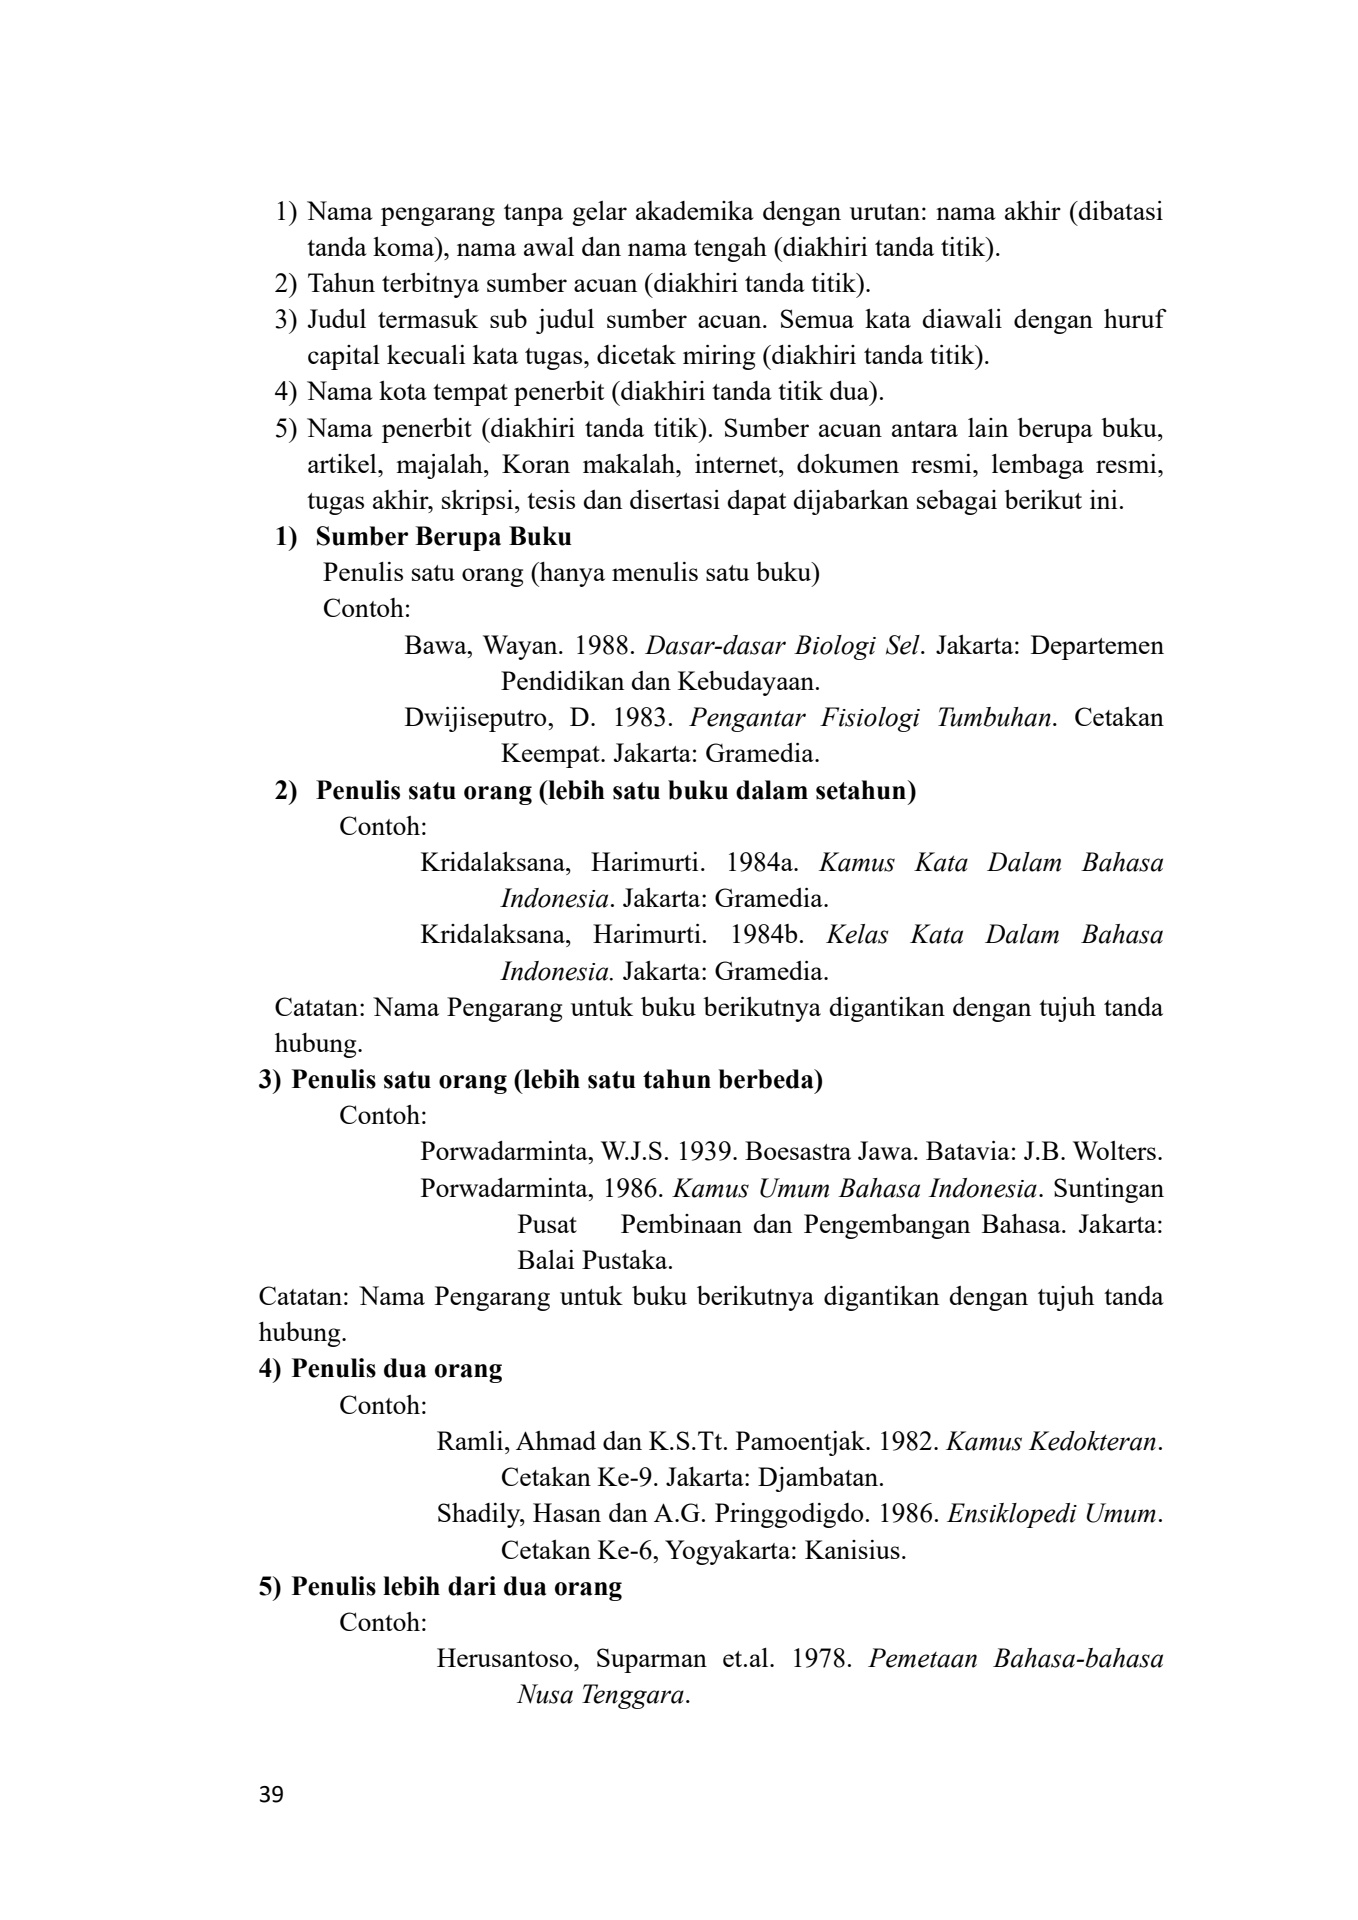 1) Nama pengarang tanpa gelar akademika dengan urutan: nama akhir (dibatasi
tanda koma), nama awal dan nama tengah (diakhiri tanda titik).
2) Tahun terbitnya sumber acuan (diakhiri tanda titik).
3) Judul termasuk sub judul sumber acuan. Semua kata diawali dengan huruf
capital kecuali kata tugas, dicetak miring (diakhiri tanda titik).
4) Nama kota tempat penerbit (diakhiri tanda titik dua).
5) Nama penerbit (diakhiri tanda titik). Sumber acuan antara lain berupa buku,
artikel, majalah, Koran makalah, internet, dokumen resmi, lembaga resmi,
tugas akhir, skripsi, tesis dan disertasi dapat dijabarkan sebagai berikut ini.
1) Sumber Berupa Buku
Penulis satu orang (hanya menulis satu buku)
Contoh:
Bawa, Wayan. 1988. Dasar-dasar Biologi Sel. Jakarta: Departemen
Pendidikan dan Kebudayaan.
Dwijiseputro, D. 1983. Pengantar Fisiologi Tumbuhan. Cetakan
Keempat. Jakarta: Gramedia.
2) Penulis satu orang (lebih satu buku dalam setahun)
Contoh:
Kridalaksana, Harimurti. 1984a. Kamus Kata Dalam Bahasa
Indonesia. Jakarta: Gramedia.
Kridalaksana, Harimurti. 1984b. Kelas Kata Dalam Bahasa
Indonesia. Jakarta: Gramedia.
Catatan: Nama Pengarang untuk buku berikutnya digantikan dengan tujuh tanda
hubung.
3) Penulis satu orang (lebih satu tahun berbeda)
Contoh:
Porwadarminta, W.J.S. 1939. Boesastra Jawa. Batavia: J.B. Wolters.
Porwadarminta, 1986. Kamus Umum Bahasa Indonesia. Suntingan
Pusat Pembinaan dan Pengembangan Bahasa. Jakarta:
Balai Pustaka.
Catatan: Nama Pengarang untuk buku berikutnya digantikan dengan tujuh tanda
hubung.
4) Penulis dua orang
Contoh:
Ramli, Ahmad dan K.S.Tt. Pamoentjak. 1982. Kamus Kedokteran.
Cetakan Ke-9. Jakarta: Djambatan.
Shadily, Hasan dan A.G. Pringgodigdo. 1986. Ensiklopedi Umum.
Cetakan Ke-6, Yogyakarta: Kanisius.
5) Penulis lebih dari dua orang
Contoh:
Herusantoso, Suparman et.al. 1978. Pemetaan Bahasa-bahasa
Nusa Tenggara.
39